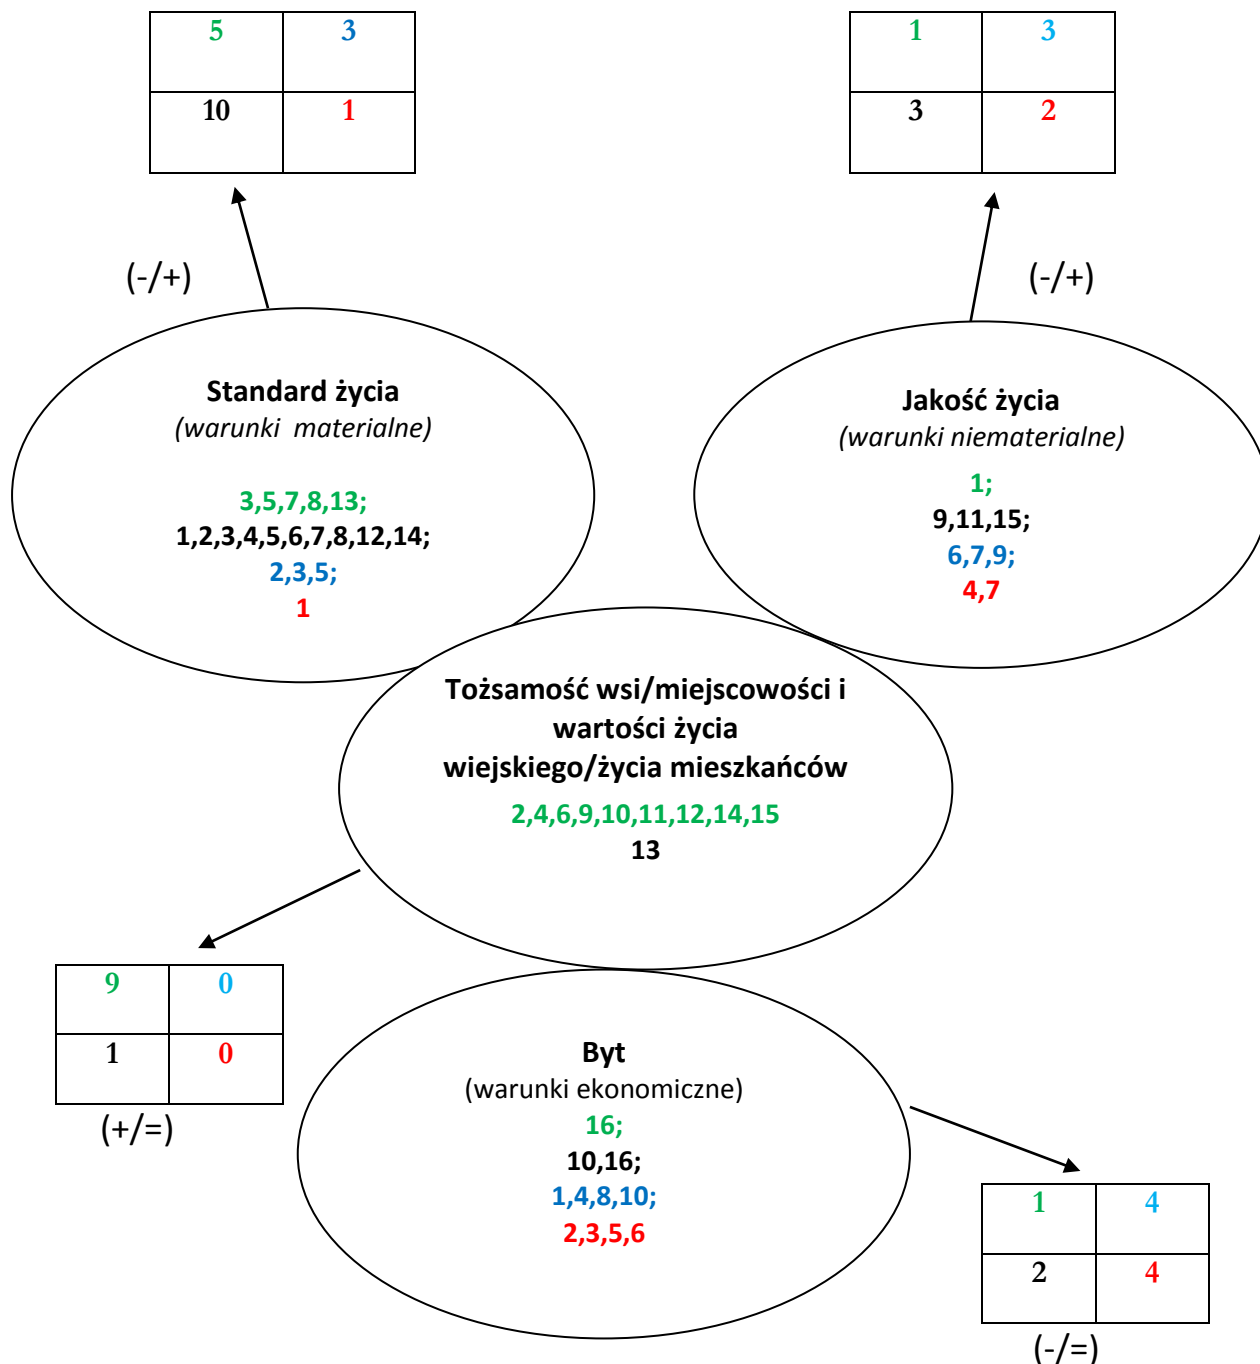 5 3
10 1
1 3
3 2
(-/+)
(-/+)
Standard życia
(warunki materialne)
3,5,7,8,13;
1,2,3,4,5,6,7,8,12,14;
2,3,5;
1
Jakość życia
(warunki niematerialne)
1;
9,11,15;
6,7,9;
4,7
Tożsamość wsi/miejscowości i
wartości życia
wiejskiego/życia mieszkańców
2,4,6,9,10,11,12,14,15
13
9 0
1 0
(+/=)
Byt
(warunki ekonomiczne)
16;
10,16;
1,4,8,10;
2,3,5,6
1 4
2 4
(-/=)